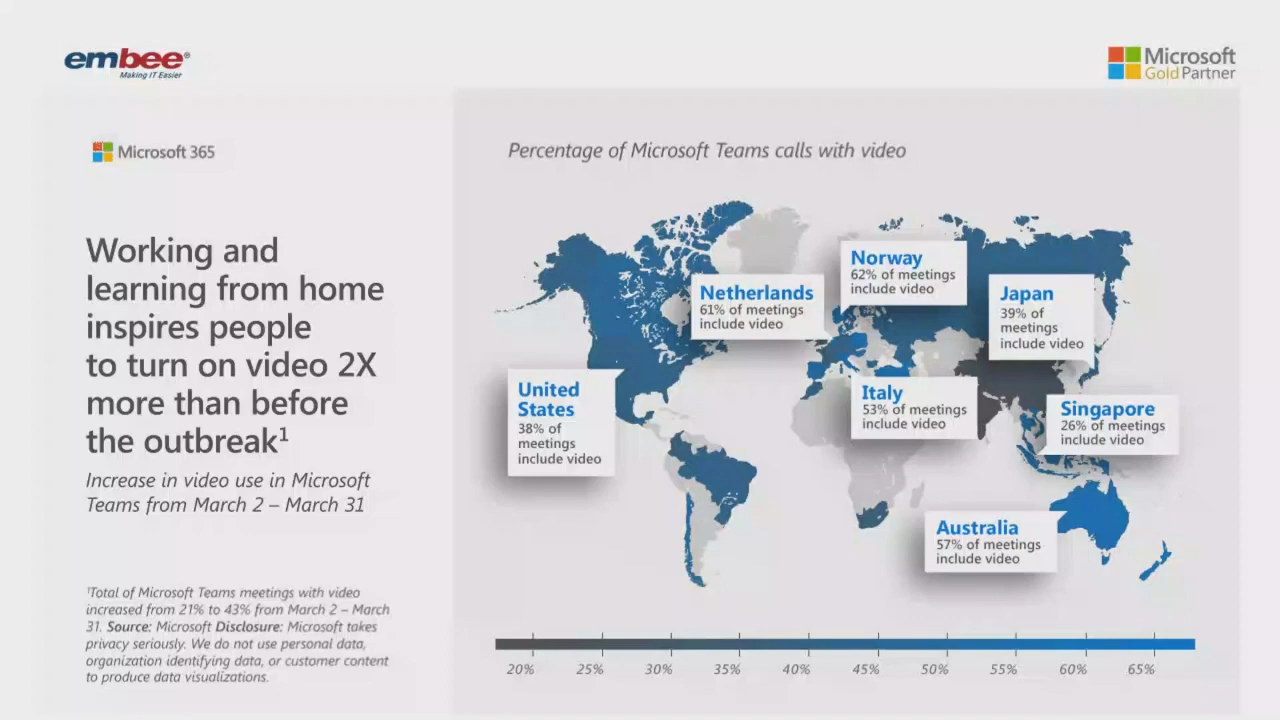 embee®
Making IT Easier
Microsoft
Gold Partner
Microsoft 365
Working and
learning from home
inspires people
to turn on video 2X
more than before
the outbreak¹
Increase in video use in Microsoft
Teams from March 2 – March 31
¹Total of Microsoft Teams meetings with video
increased from 21% to 43% from March 2 – March
31. Source: Microsoft Disclosure: Microsoft takes
privacy seriously. We do not use personal data,
organization identifying data, or customer content
to produce data visualizations.
Percentage of Microsoft Teams calls with video
Norway
62% of meetings
include video
Netherlands
61% of meetings
include video
Japan
39% of
meetings
include video
United
States
38% of
meetings
include video
Italy
53% of meetings
include video
Singapore
26% of meetings
include video
Australia
57% of meetings
include video
20% 25% 30% 35% 40% 45% 50% 55% 60% 65%